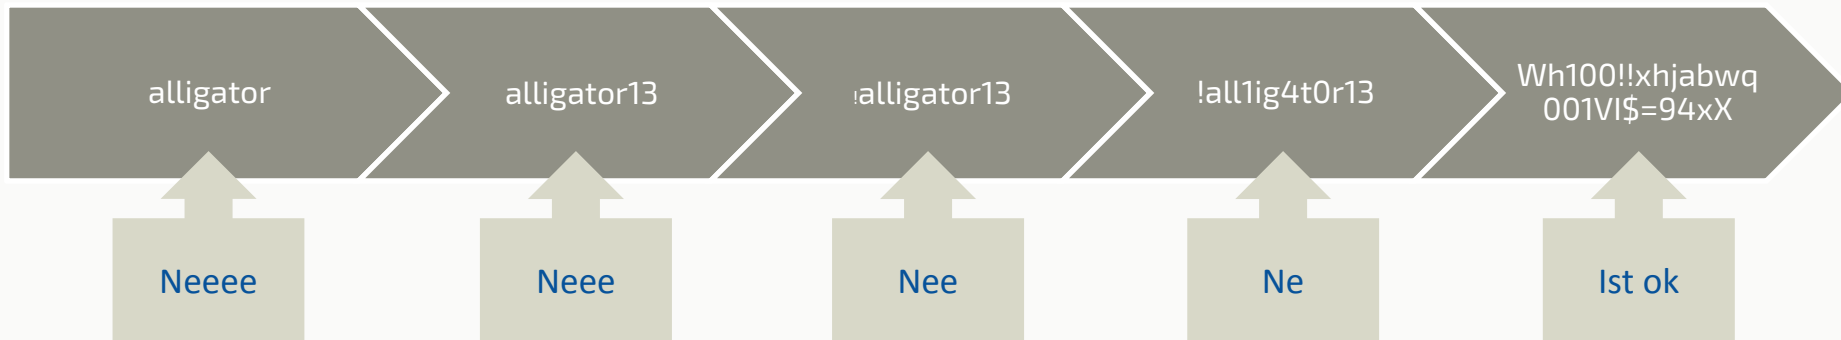 alligator
alligator13
!alligator13
!all1ig4t0r13
Wh100!!xhjabwq
001VI$=94xX
Neeee
Neee
Nee
Ne
Ist ok